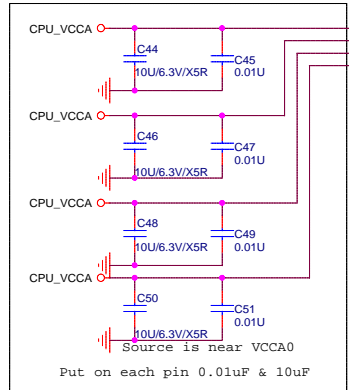 CPU_VCCA
C44
10U/6.3V/X5R
C45
0.01U
CPU_VCCA
C46
10U/6.3V/X5R
C47
0.01U
CPU_VCCA
C48
10U/6.3V/X5R
C49
0.01U
CPU_VCCA
C50
10U/6.3V/X5R
C51
0.01U
Source is near VCCA0
Put on each pin 0.01uF & 10uF